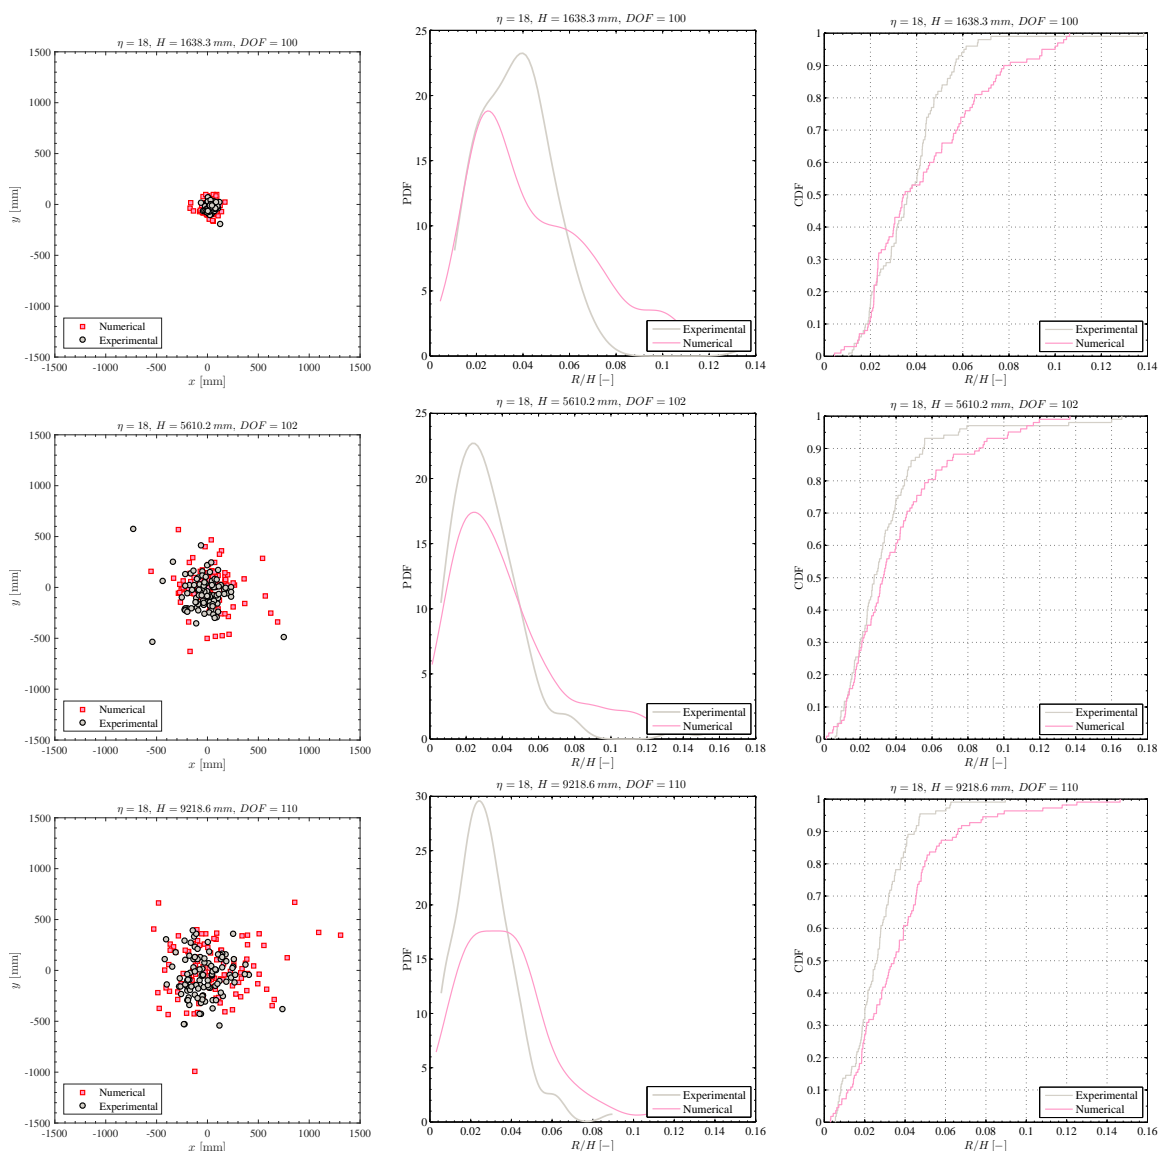 η = 18, H = 1638.3 mm, DOF = 100
1500
1000
500
0
-500
-1000
-1500
-1500 -1000 -500 0 500 1000 1500
x [mm]
y [mm]
Numerical
Experimental
η = 18, H = 1638.3 mm, DOF = 100
25
20
15
10
5
0
0 0.02 0.04 0.06 0.08 0.1 0.12 0.14
R/H [−]
PDF
Experimental
Numerical
η = 18, H = 1638.3 mm, DOF = 100
1
0.9
0.8
0.7
0.6
0.5
0.4
0.3
0.2
0.1
0
0 0.02 0.04 0.06 0.08 0.1 0.12 0.14
R/H [−]
CDF
Experimental
Numerical
η = 18, H = 5610.2 mm, DOF = 102
1500
1000
500
0
-500
-1000
-1500
-1500 -1000 -500 0 500 1000 1500
x [mm]
y [mm]
Numerical
Experimental
η = 18, H = 5610.2 mm, DOF = 102
25
20
15
10
5
0
0 0.02 0.04 0.06 0.08 0.1 0.12 0.14 0.16 0.18
R/H [−]
PDF
Experimental
Numerical
η = 18, H = 5610.2 mm, DOF = 102
1
0.9
0.8
0.7
0.6
0.5
0.4
0.3
0.2
0.1
0
0 0.02 0.04 0.06 0.08 0.1 0.12 0.14 0.16 0.18
R/H [−]
CDF
Experimental
Numerical
η = 18, H = 9218.6 mm, DOF = 110
1500
1000
500
0
-500
-1000
-1500
-1500 -1000 -500 0 500 1000 1500
x [mm]
y [mm]
Numerical
Experimental
η = 18, H = 9218.6 mm, DOF = 110
30
25
20
15
10
5
0
0 0.02 0.04 0.06 0.08 0.1 0.12 0.14 0.16
R/H [−]
PDF
Experimental
Numerical
η = 18, H = 9218.6 mm, DOF = 110
1
0.9
0.8
0.7
0.6
0.5
0.4
0.3
0.2
0.1
0
0 0.02 0.04 0.06 0.08 0.1 0.12 0.14 0.16
R/H [−]
CDF
Experimental
Numerical